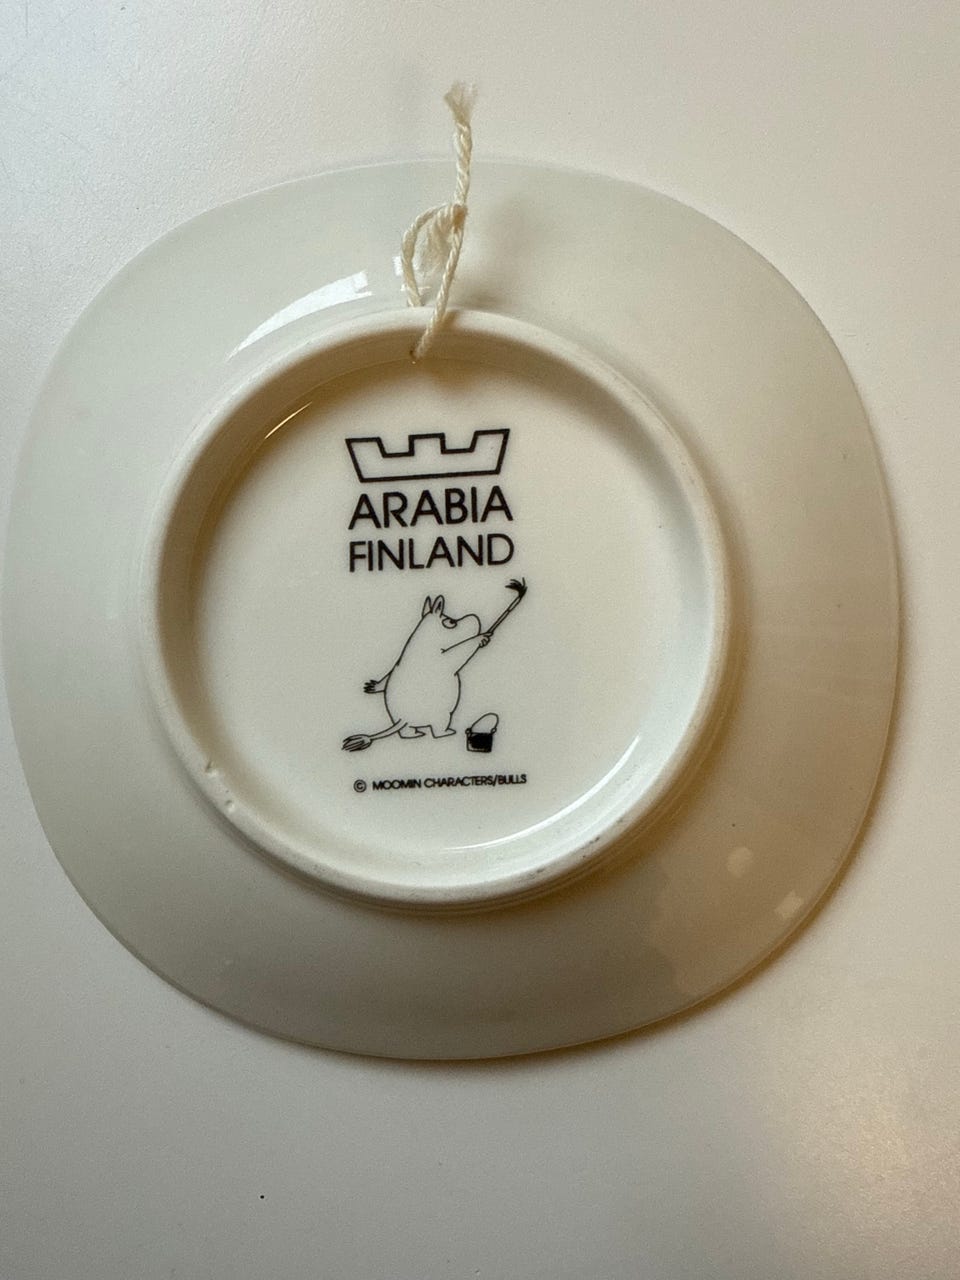 ARABIA
FINLAND
© MOOMIN CHARACTERS/BULLS